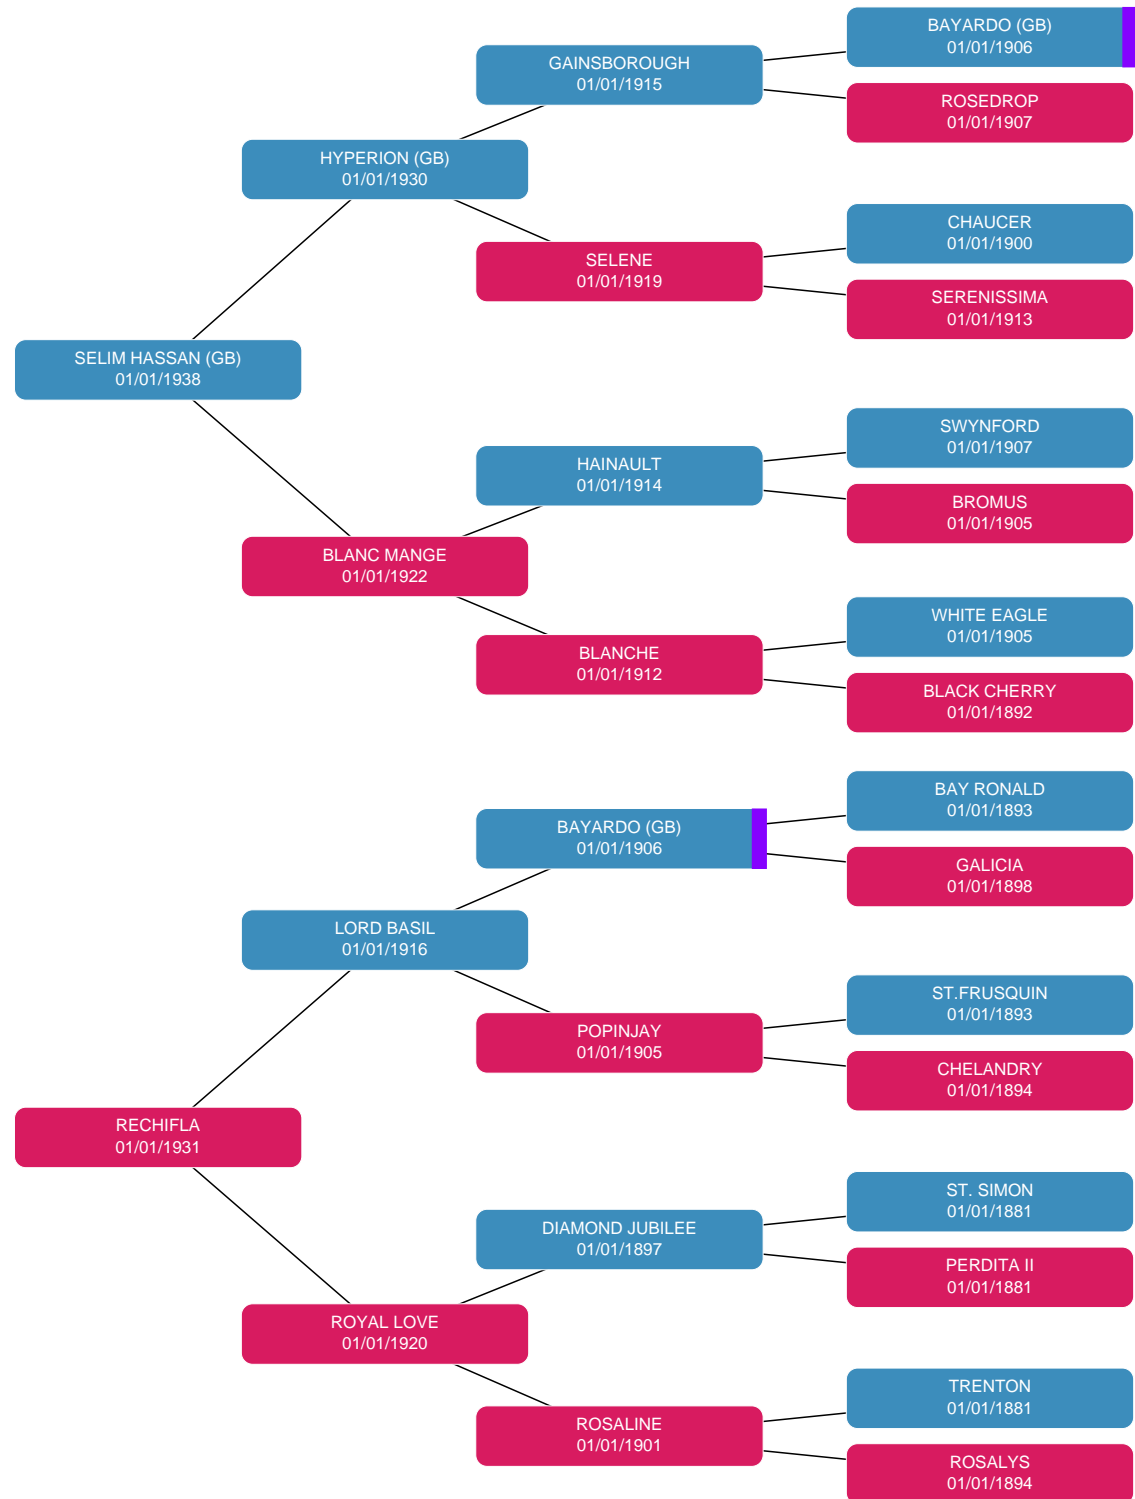 BAYARDO (GB)
01/01/1906
GAINSBOROUGH
01/01/1915
ROSEDROP
01/01/1907
HYPERION (GB)
01/01/1930
CHAUCER
01/01/1900
SELENE
01/01/1919
SERENISSIMA
01/01/1913
SELIM HASSAN (GB)
01/01/1938
SWYNFORD
01/01/1907
HAINAULT
01/01/1914
BROMUS
01/01/1905
BLANC MANGE
01/01/1922
WHITE EAGLE
01/01/1905
BLANCHE
01/01/1912
BLACK CHERRY
01/01/1892
BAY RONALD
01/01/1893
BAYARDO (GB)
01/01/1906
GALICIA
01/01/1898
LORD BASIL
01/01/1916
ST.FRUSQUIN
01/01/1893
POPINJAY
01/01/1905
CHELANDRY
01/01/1894
RECHIFLA
01/01/1931
ST. SIMON
01/01/1881
DIAMOND JUBILEE
01/01/1897
PERDITA II
01/01/1881
ROYAL LOVE
01/01/1920
TRENTON
01/01/1881
ROSALINE
01/01/1901
ROSALYS
01/01/1894